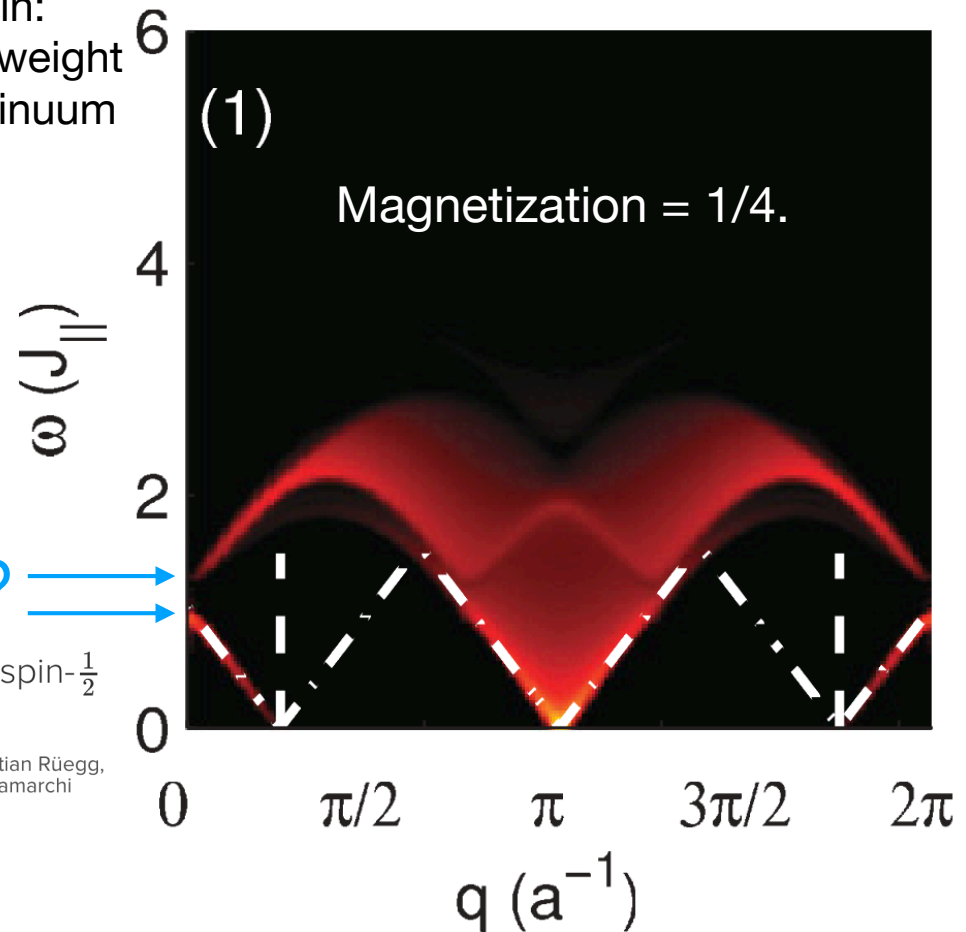 in:
weight
inuum
6
(1)
Magnetization = 1/4.
4
ω (J∥)
2
spin-½
0
tian Rüegg,
amarchi
0 π/2 π 3π/2 2π
q (a⁻¹)